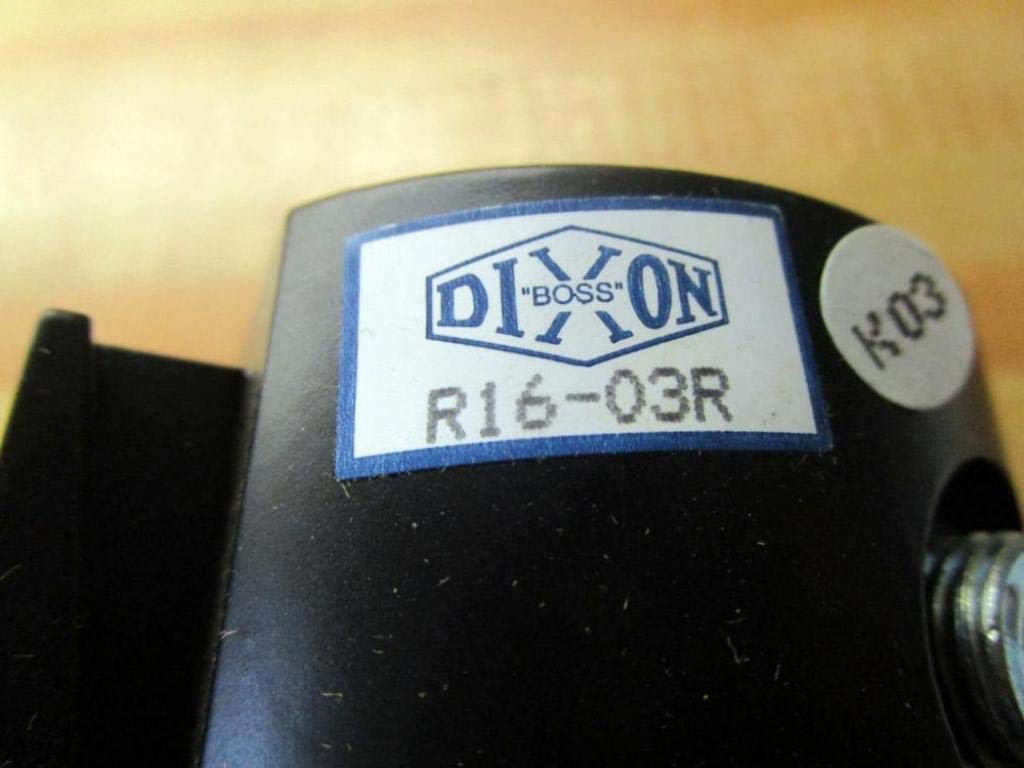 DIXON
"BOSS"
R16-03R
K03